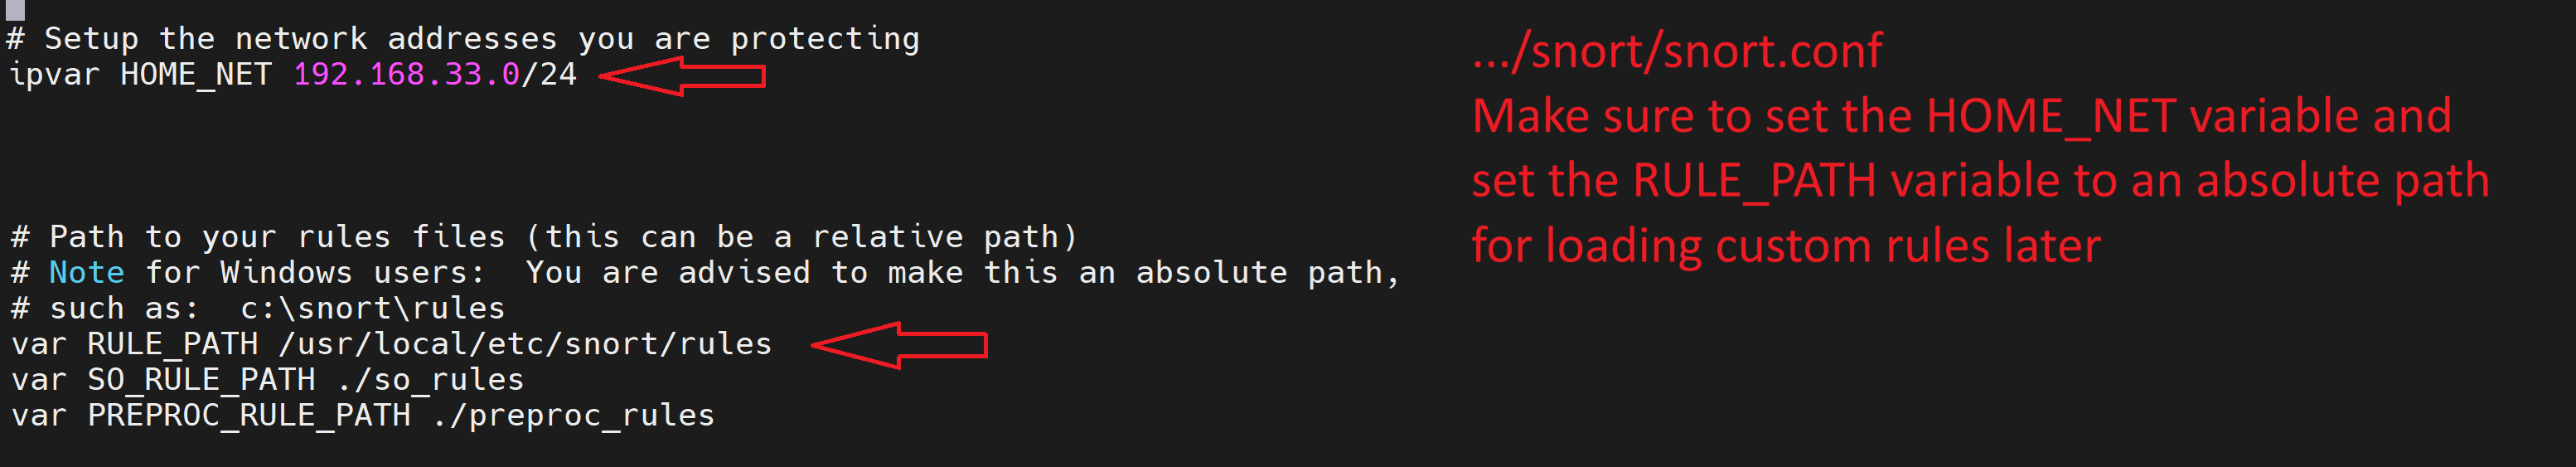 # Setup the network addresses you are protecting
ipvar HOME_NET 192.168.33.0/24
# Path to your rules files (this can be a relative path)
# Note for Windows users:  You are advised to make this an absolute path,
# such as:  c:\snort\rules
var RULE_PATH /usr/local/etc/snort/rules
var SO_RULE_PATH ./so_rules
var PREPROC_RULE_PATH ./preproc_rules
.../snort/snort.conf
Make sure to set the HOME_NET variable and
set the RULE_PATH variable to an absolute path
for loading custom rules later